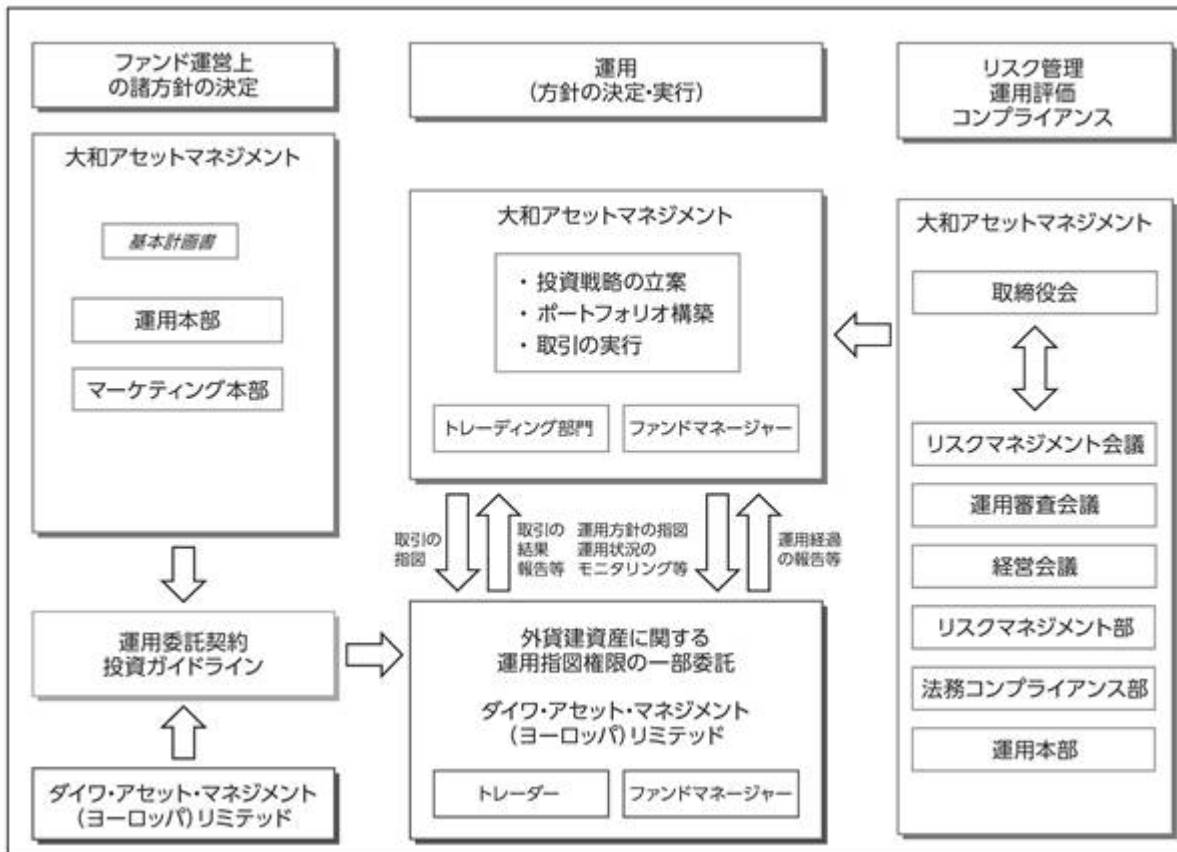 ファンド運営上
の諸方針の決定
大和アセットマネジメント
基本計画書
運用本部
マーケティング本部
運用委託契約
投資ガイドライン
ダイワ・アセット・マネジメント
(ヨーロッパ)リミテッド
運用
(方針の決定・実行)
大和アセットマネジメント
・ 投資戦略の立案
・ ポートフォリオ構築
・ 取引の実行
トレーディング部門
ファンドマネージャー
取引の
指図
取引の
結果
報告等
運用方針の指図
運用状況の
モニタリング等
運用経過
の報告等
外貨建資産に関する
運用指図権限の一部委託
ダイワ・アセット・マネジメント
(ヨーロッパ)リミテッド
トレーダー
ファンドマネージャー
リスク管理
運用評価
コンプライアンス
大和アセットマネジメント
取締役会
リスクマネジメント会議
運用審査会議
経営会議
リスクマネジメント部
法務コンプライアンス部
運用本部